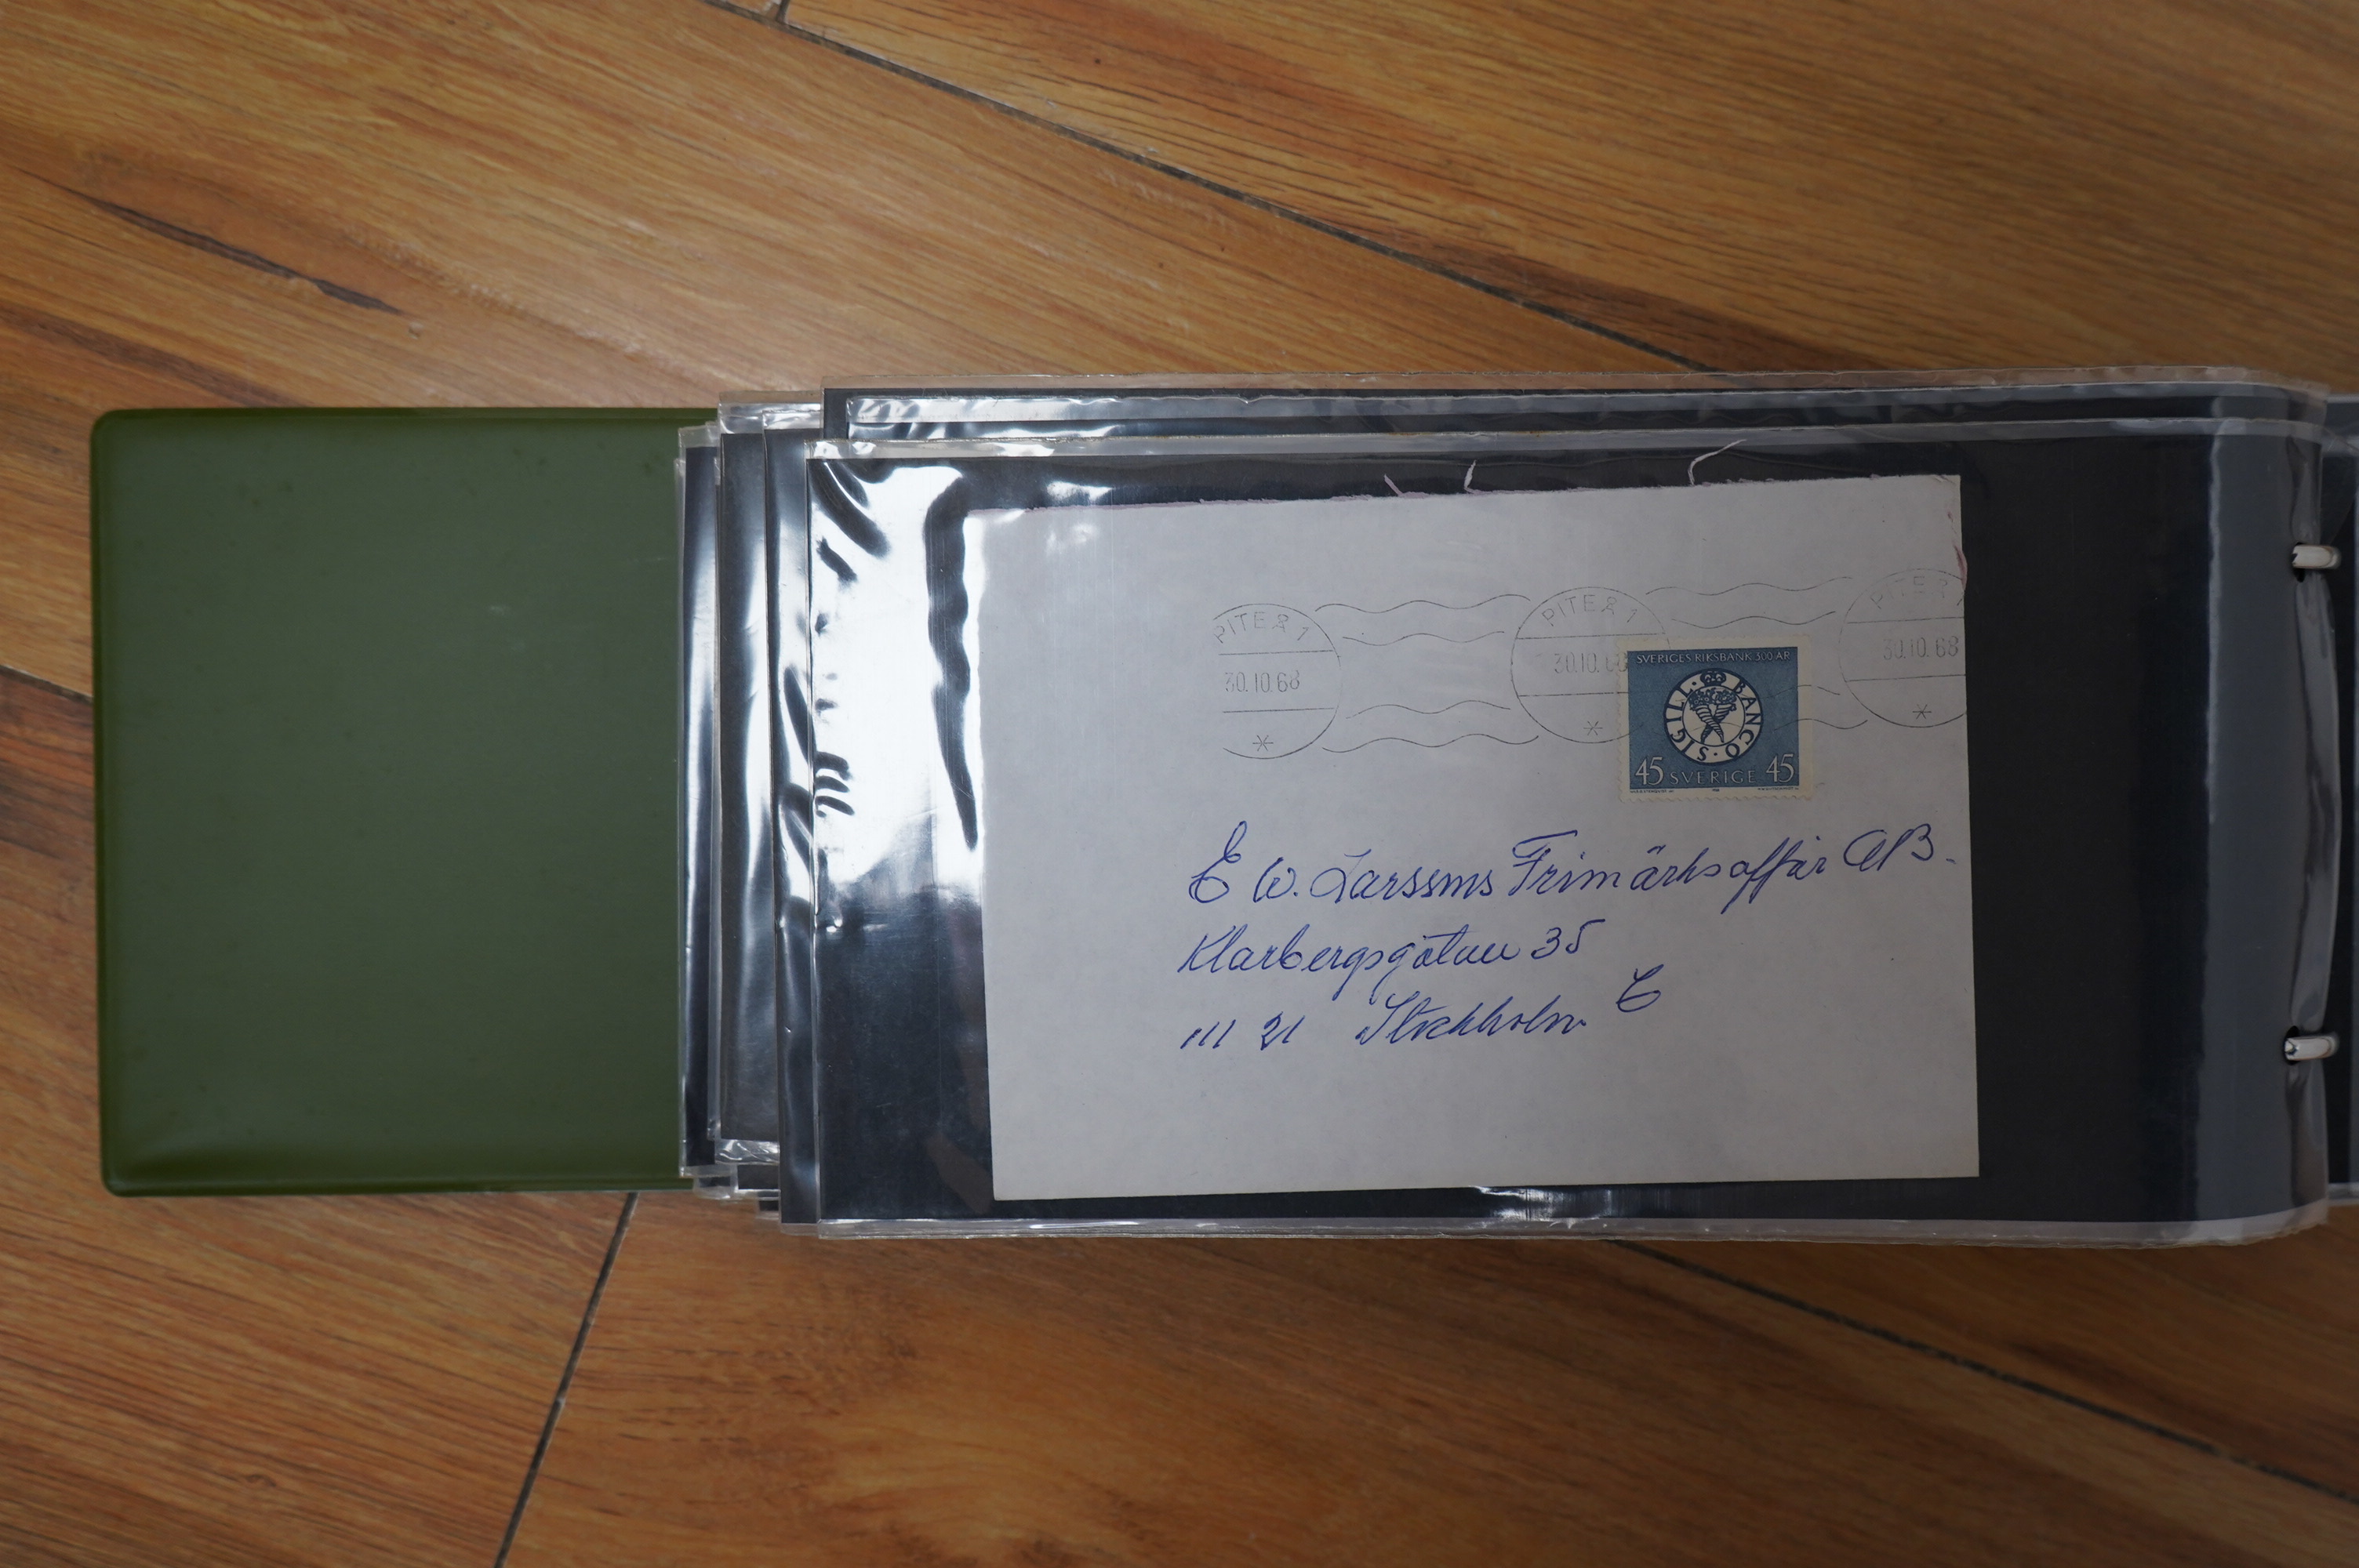 PITEÅ 1
30.10.68
PITEÅ 1
30.10.68
PITEÅ 1
30.10.68
SVERIGES RIKSBANK 300 ÅR
SIGILL · BANCO ·
45 SVERIGE 45
E W. Larssons Frimärksaffär AB.
Klarbergsgatan 35
111 21 Stockholm C